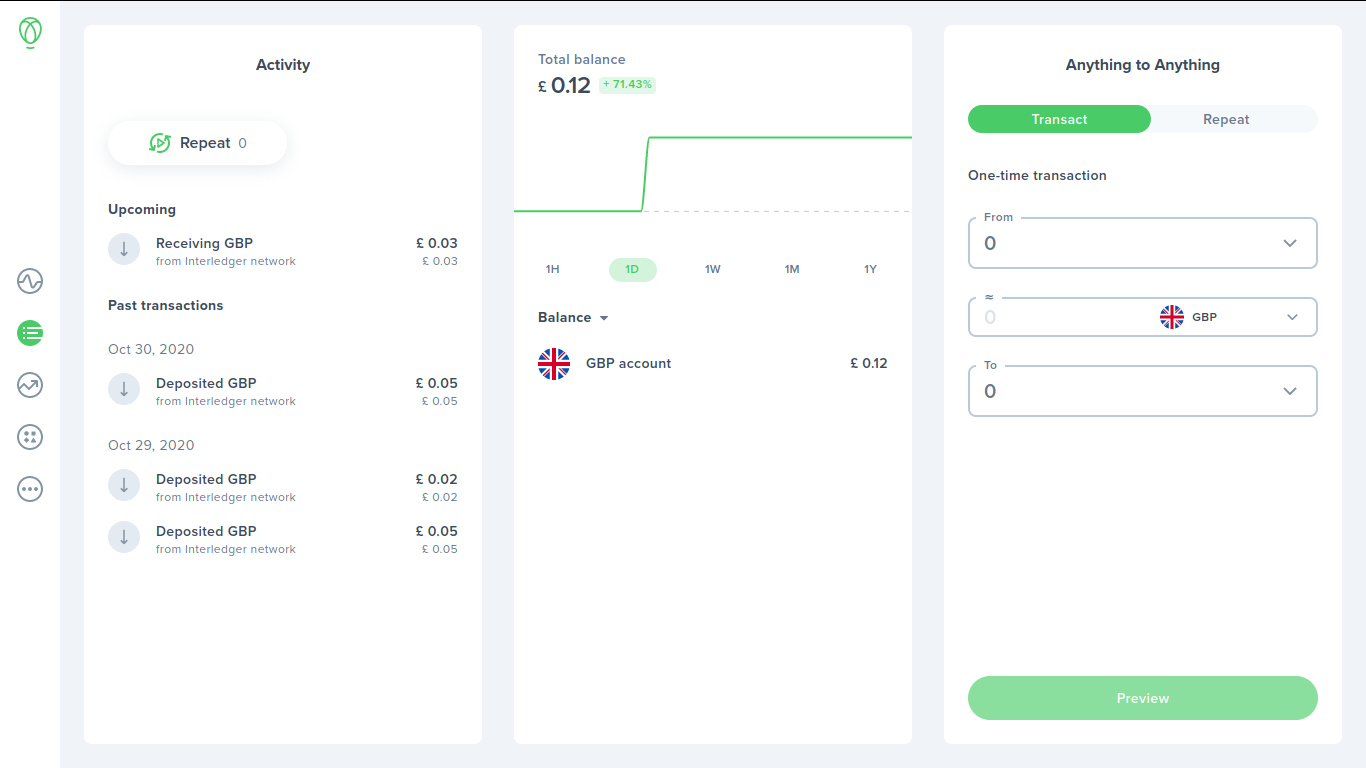 Activity
Repeat 0
Upcoming
Receiving GBP £ 0.03
from Interledger network £ 0.03
Past transactions
Oct 30, 2020
Deposited GBP £ 0.05
from Interledger network £ 0.05
Oct 29, 2020
Deposited GBP £ 0.02
from Interledger network £ 0.02
Deposited GBP £ 0.05
from Interledger network £ 0.05
Total balance
£ 0.12 + 71.43%
1H 1D 1W 1M 1Y
Balance
GBP account £ 0.12
Anything to Anything
Transact Repeat
One-time transaction
From
0
≈
0 GBP
To
0
Preview